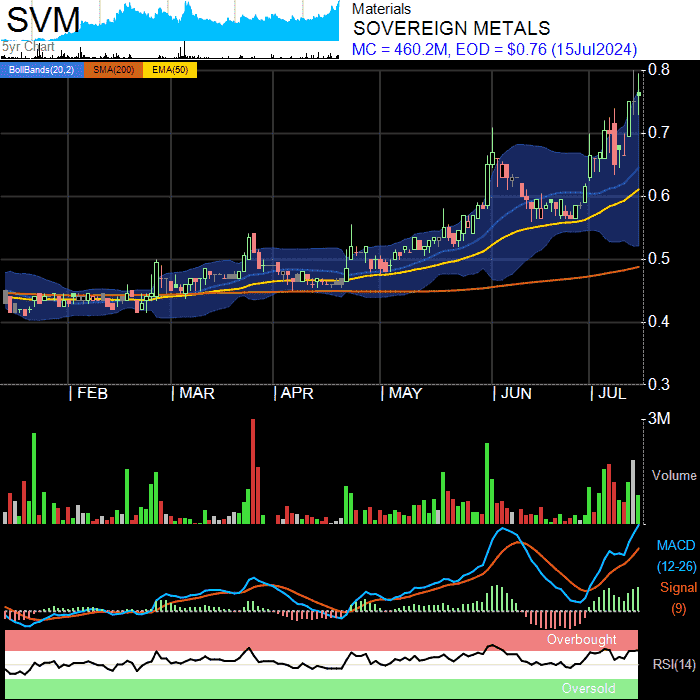 SVM
5yr Chart
Materials
SOVEREIGN METALS
MC = 460.2M, EOD = $0.76 (15Jul2024)
BollBands(20,2) SMA(200) EMA(50)
0.8
0.7
0.6
0.5
0.4
0.3
FEB MAR APR MAY JUN JUL
3M
Volume
MACD
(12-26)
Signal
(9)
Overbought
RSI(14)
Oversold